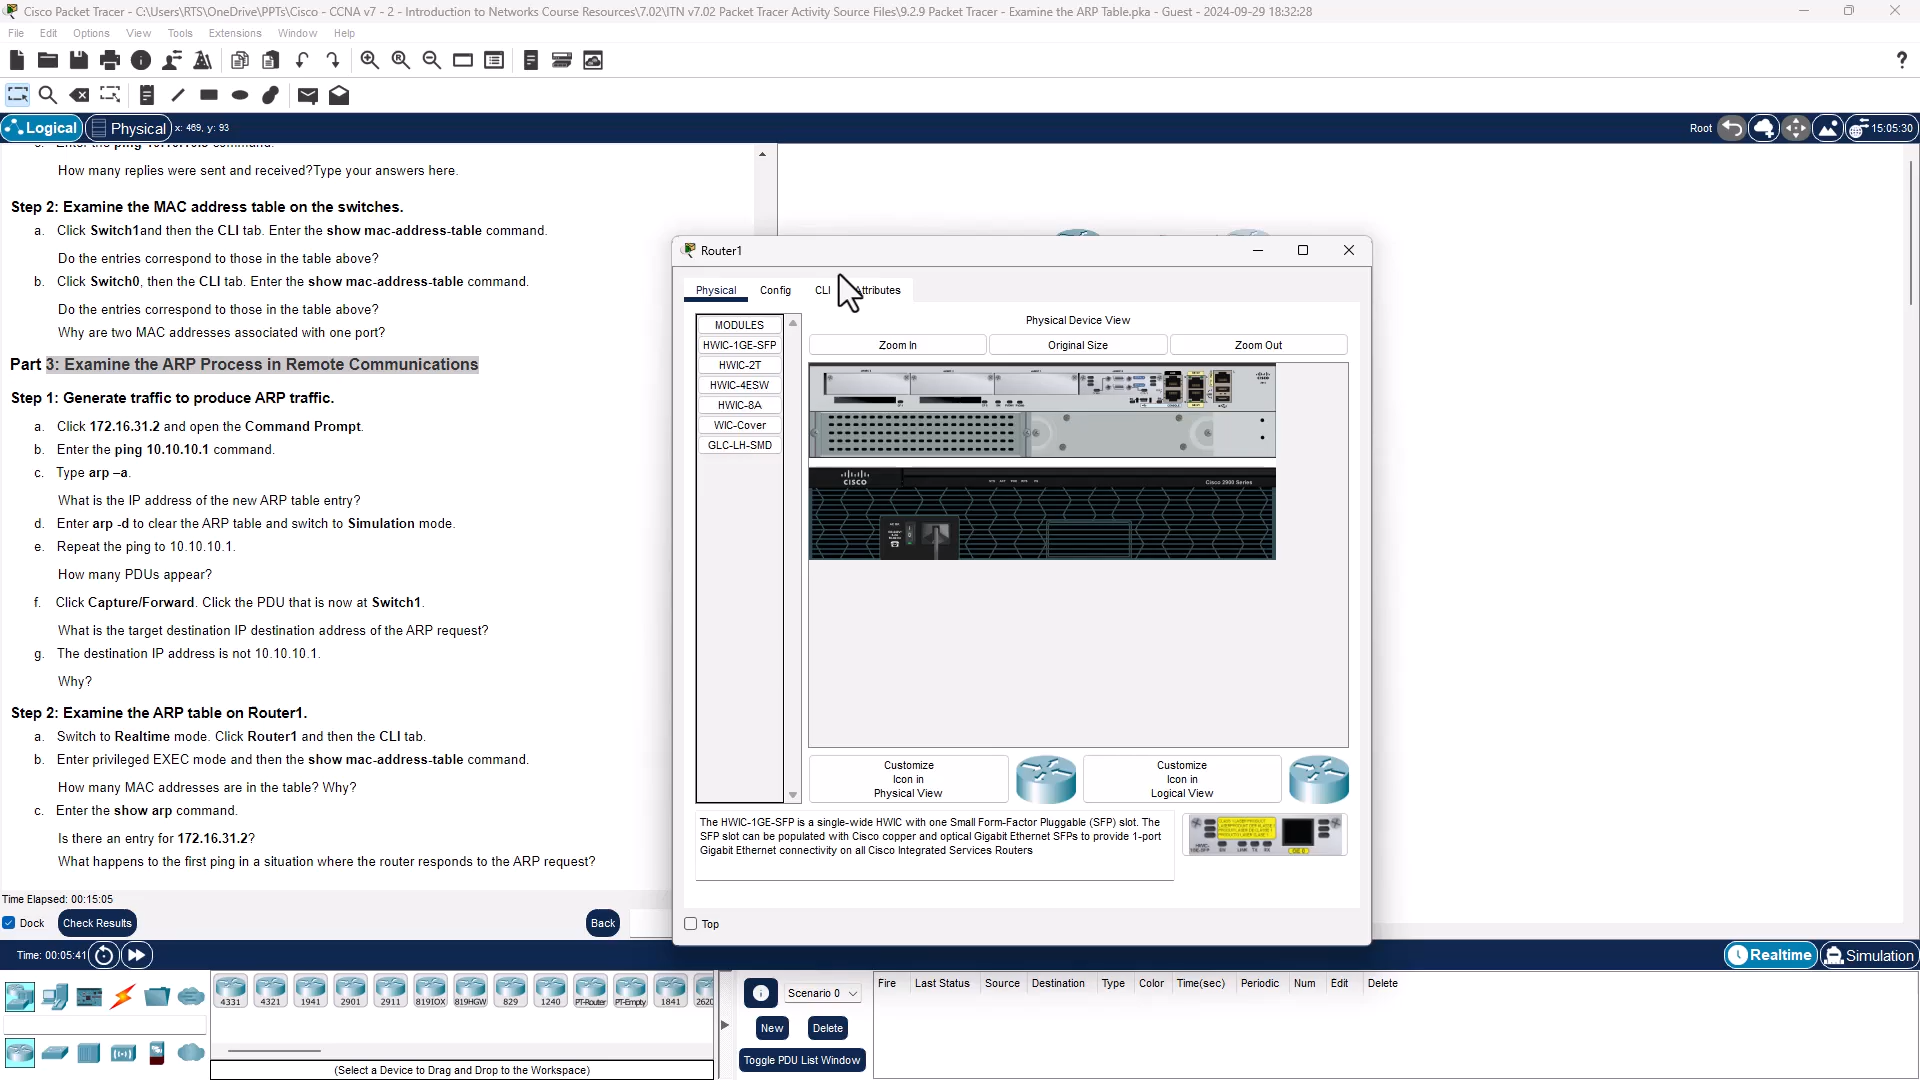 Cisco Packet Tracer - C:\Users\RTS\OneDrive\PPTs\Cisco - CCNA v7 - 2 - Introduction to Networks Course Resources\7.02\ITN v7.02 Packet Tracer Activity Source Files\9.2.9 Packet Tracer - Examine the ARP Table.pka - Guest - 2024-09-29 18:32:28
File Edit Options View Tools Extensions Window Help
Logical Physical x: 469, y: 93 Root 15:05:30
How many replies were sent and received?Type your answers here.
Step 2: Examine the MAC address table on the switches.
a. Click Switch1and then the CLI tab. Enter the show mac-address-table command.
Do the entries correspond to those in the table above?
b. Click Switch0, then the CLI tab. Enter the show mac-address-table command.
Do the entries correspond to those in the table above?
Why are two MAC addresses associated with one port?
Part 3: Examine the ARP Process in Remote Communications
Step 1: Generate traffic to produce ARP traffic.
a. Click 172.16.31.2 and open the Command Prompt.
b. Enter the ping 10.10.10.1 command.
c. Type arp –a.
What is the IP address of the new ARP table entry?
d. Enter arp -d to clear the ARP table and switch to Simulation mode.
e. Repeat the ping to 10.10.10.1.
How many PDUs appear?
f. Click Capture/Forward. Click the PDU that is now at Switch1.
What is the target destination IP destination address of the ARP request?
g. The destination IP address is not 10.10.10.1.
Why?
Step 2: Examine the ARP table on Router1.
a. Switch to Realtime mode. Click Router1 and then the CLI tab.
b. Enter privileged EXEC mode and then the show mac-address-table command.
How many MAC addresses are in the table? Why?
c. Enter the show arp command.
Is there an entry for 172.16.31.2?
What happens to the first ping in a situation where the router responds to the ARP request?
Time Elapsed: 00:15:05
Dock Check Results Back
Router1
Physical Config CLI Attributes
MODULES
HWIC-1GE-SFP
HWIC-2T
HWIC-4ESW
HWIC-8A
WIC-Cover
GLC-LH-SMD
Physical Device View
Zoom In Original Size Zoom Out
CISCO Cisco 2900 Series
Customize
Icon in
Physical View
Customize
Icon in
Logical View
The HWIC-1GE-SFP is a single-wide HWIC with one Small Form-Factor Pluggable (SFP) slot. The
SFP slot can be populated with Cisco copper and optical Gigabit Ethernet SFPs to provide 1-port
Gigabit Ethernet connectivity on all Cisco Integrated Services Routers
Top
Time: 00:05:41 Realtime Simulation
4331 4321 1941 2901 2911 819IOX 819HGW 829 1240 PT-Router PT-Empty 1841
(Select a Device to Drag and Drop to the Workspace)
Scenario 0
New Delete
Toggle PDU List Window
Fire Last Status Source Destination Type Color Time(sec) Periodic Num Edit Delete